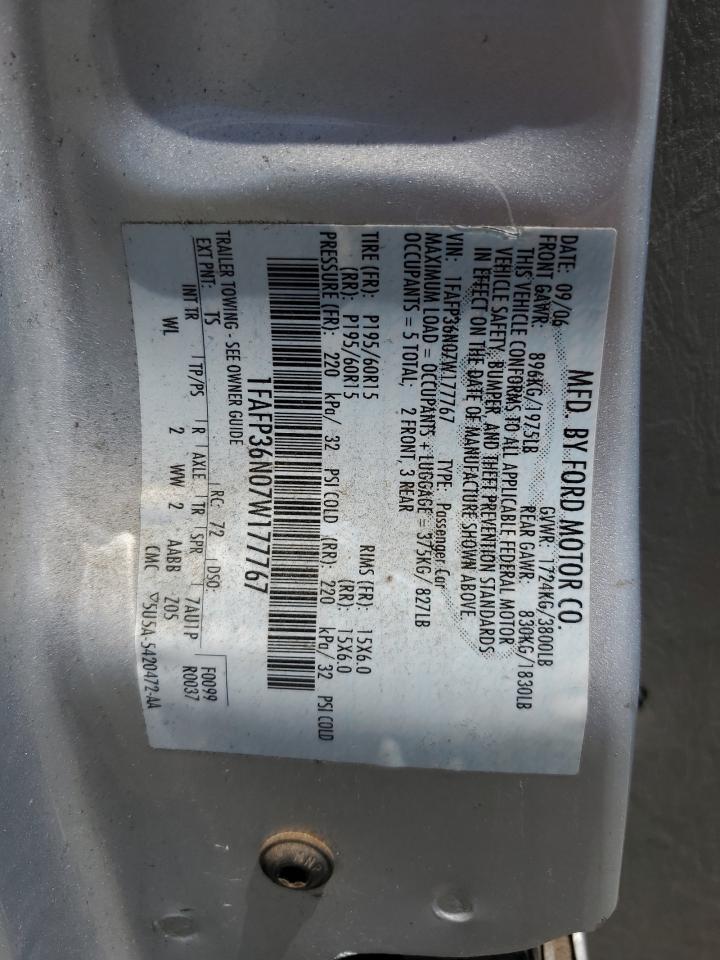 MFD. BY FORD MOTOR CO.
DATE: 09/06 GVWR: 1724KG/3800LB
FRONT GAWR: 896KG/1975LB REAR GAWR: 830KG/1830LB
THIS VEHICLE CONFORMS TO ALL APPLICABLE FEDERAL MOTOR
VEHICLE SAFETY, BUMPER, AND THEFT PREVENTION STANDARDS
IN EFFECT ON THE DATE OF MANUFACTURE SHOWN ABOVE.
VIN: 1FAFP36N07W177767 TYPE: Passenger Car
MAXIMUM LOAD = OCCUPANTS + LUGGAGE = 375KG/ 827LB
OCCUPANTS = 5 TOTAL; 2 FRONT, 3 REAR
TIRE (FR): P195/60R15 RIMS (FR): 15X6.0
(RR): P195/60R15 (RR): 15X6.0
PRESSURE (FR): 220 kPa/ 32 PSI COLD (RR): 220 kPa/ 32 PSI COLD
1FAFP36N07W177767
TRAILER TOWING - SEE OWNER GUIDE
EXT PNT: TS RC: 72 DSO: F0099
R0037
INT TR TP/PS R AXLE TR SPR 7AU1P
WL 2 WW 2 AABB Z05
CMC 5U5A-5420472-AA